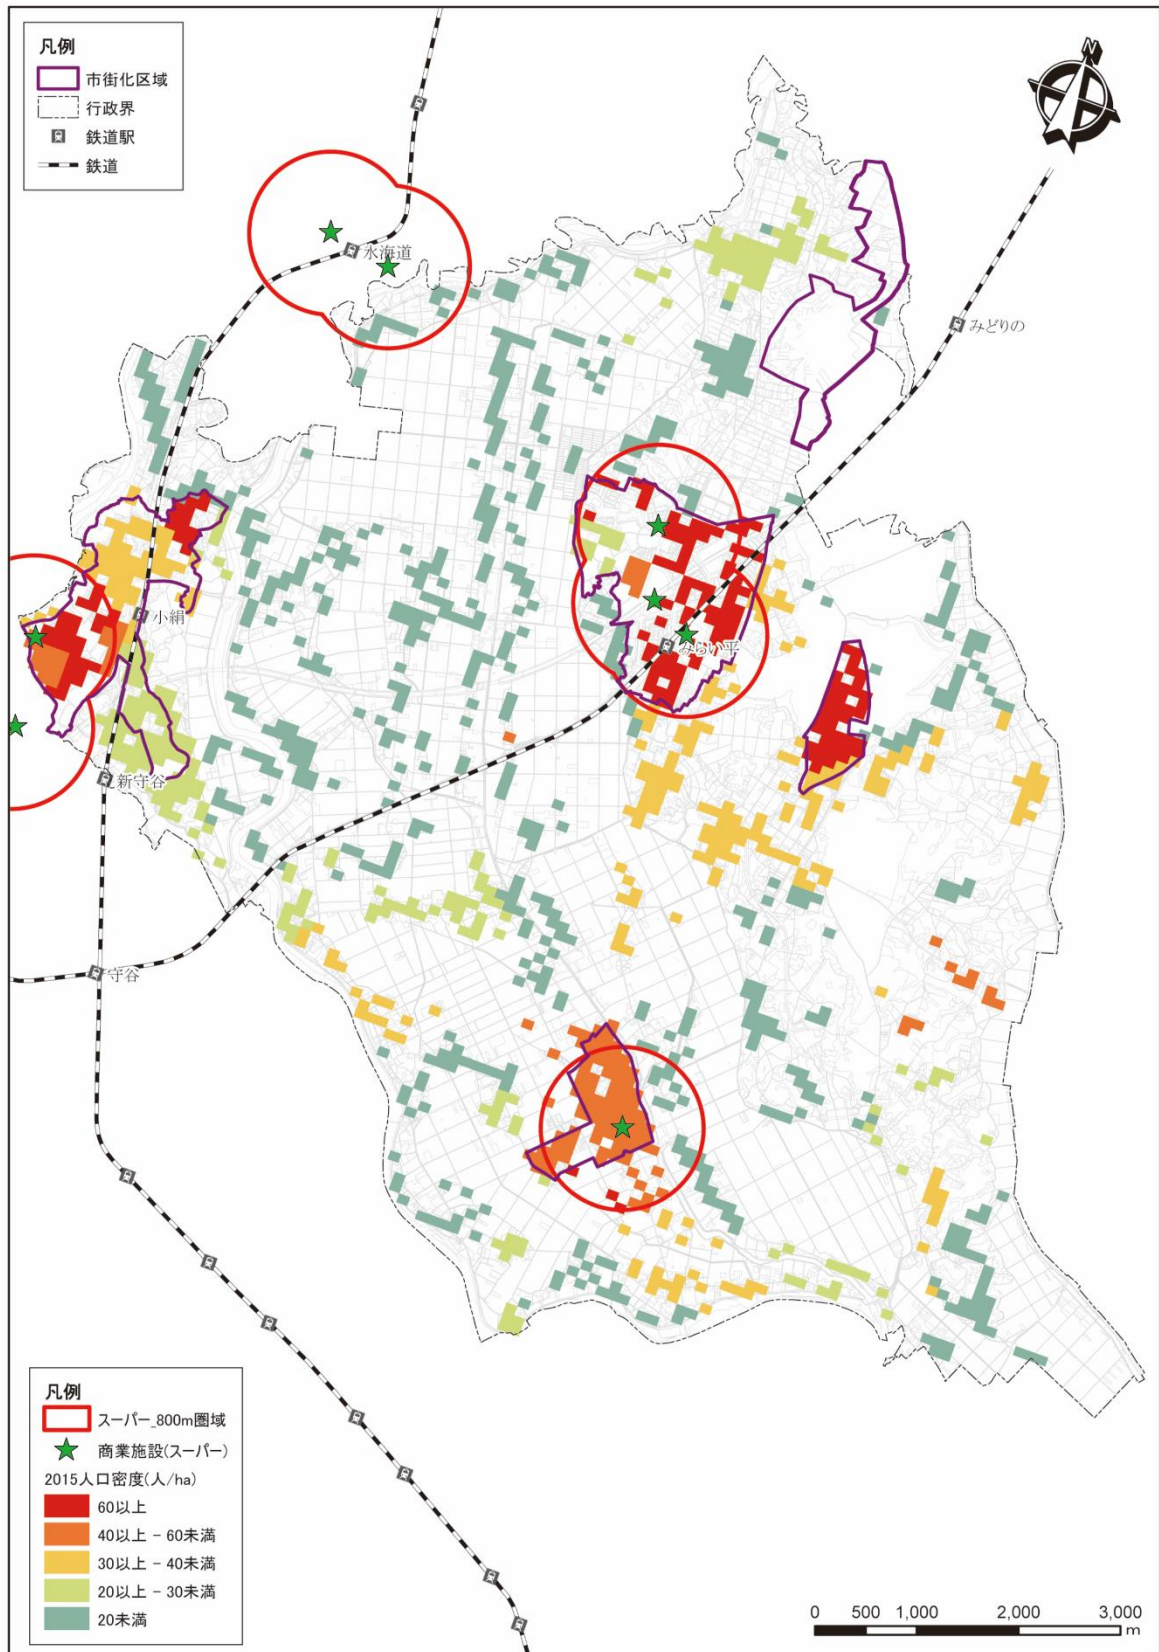 凡例
市街化区域
行政界
鉄道駅
鉄道
N
水海道
みどりの
小絹
みらい平
新守谷
守谷
凡例
スーパー_800m圏域
商業施設(スーパー)
2015人口密度(人/ha)
60以上
40以上 - 60未満
30以上 - 40未満
20以上 - 30未満
20未満
0 500 1,000 2,000 3,000
m